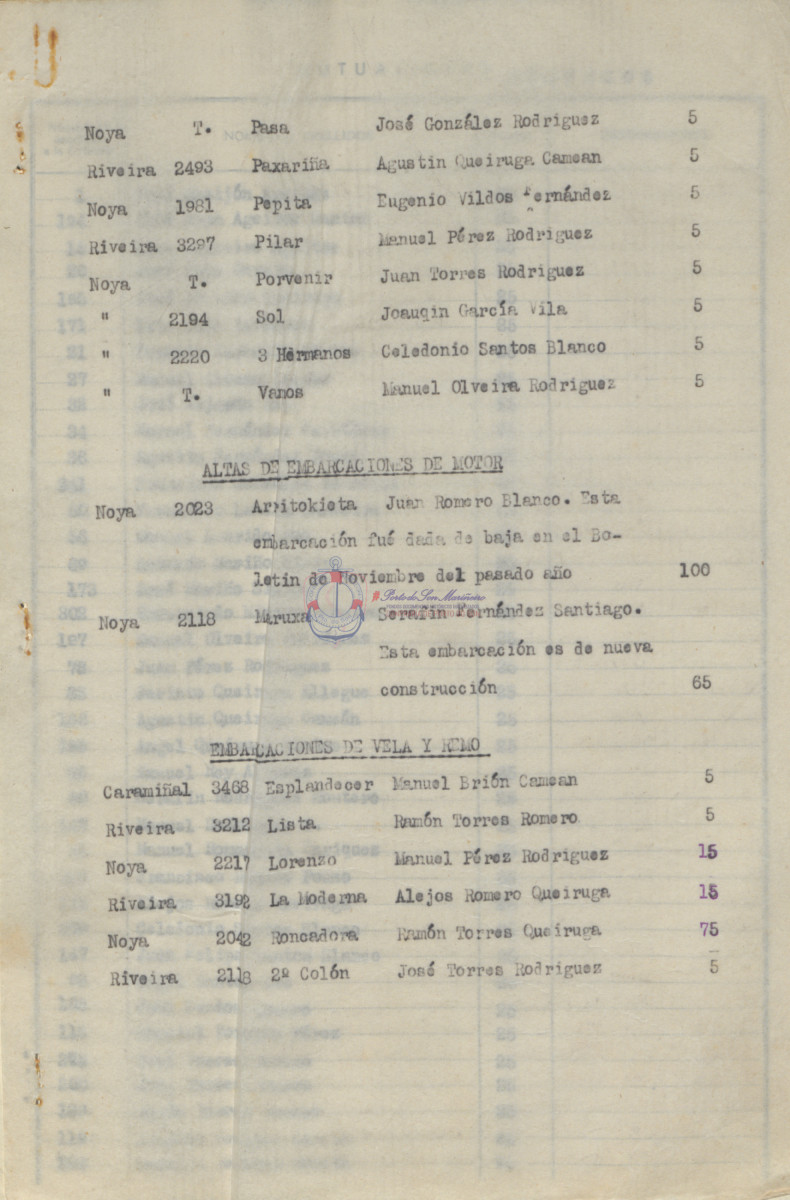 Noya T. Pasa José González Rodriguez 5
Riveira 2493 Paxariña Agustin Queiruga Camean 5
Noya 1981 Pepita Eugenio Vildos Fernández 5
Riveira 3297 Pilar Manuel Pérez Rodriguez 5
Noya T. Porvenir Juan Torres Rodriguez 5
" 2194 Sol Joauqin García Vila 5
" 2220 3 Hermanos Celedonio Santos Blanco 5
" T. Vamos Manuel Olveira Rodriguez 5
ALTAS DE EMBARCACIONES DE MOTOR
Noya 2023 Arritokieta Juan Romero Blanco. Esta
embarcación fué dada de baja en el Bo-
letin de Noviembre del pasado año 100
Noya 2118 Maruxa Serafin Fernández Santiago.
Esta embarcación es de nueva
construcción 65
EMBARCACIONES DE VELA Y REMO
Caramiñal 3468 Esplandecer Manuel Brión Camean 5
Riveira 3212 Lista Ramón Torres Romero 5
Noya 2217 Lorenzo Manuel Pérez Rodriguez 15
Riveira 3192 La Moderna Alejos Romero Queiruga 15
Noya 2042 Roncadora Ramón Torres Queiruga 75
Riveira 2118 2º Colón José Torres Rodriguez 5